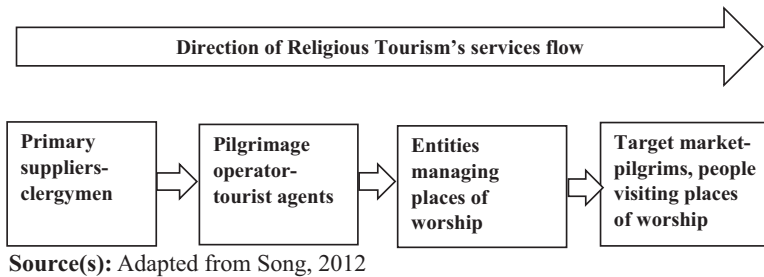 Direction of Religious Tourism's services flow
Primary
suppliers-
clergymen
Pilgrimage
operator-
tourist agents
Entities
managing
places of
worship
Target market-
pilgrims, people
visiting places
of worship
Source(s): Adapted from Song, 2012